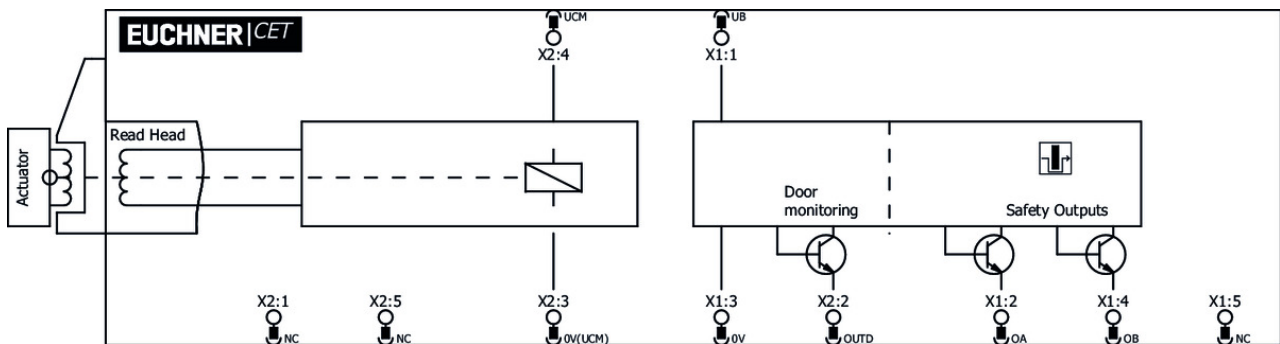 EUCHNER CET
UCM
UB
X2:4
X1:1
Read Head
Actuator
Door
monitoring
Safety Outputs
X2:1
X2:5
X2:3
X1:3
X2:2
X1:2
X1:4
X1:5
NC
NC
0V(UCM)
0V
OUTD
OA
OB
NC